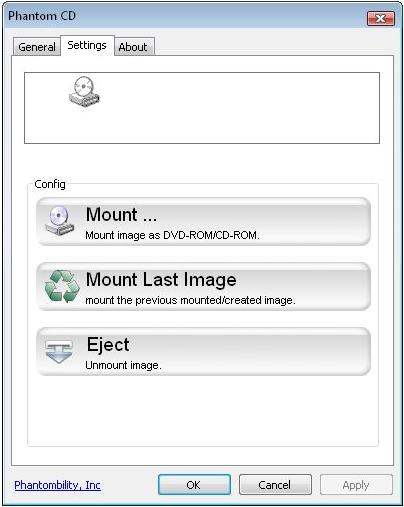 Phantom CD
General Settings About
Config
Mount ...
Mount image as DVD-ROM/CD-ROM.
Mount Last Image
mount the previous mounted/created image.
Eject
Unmount image.
Phantombility, Inc OK Cancel Apply